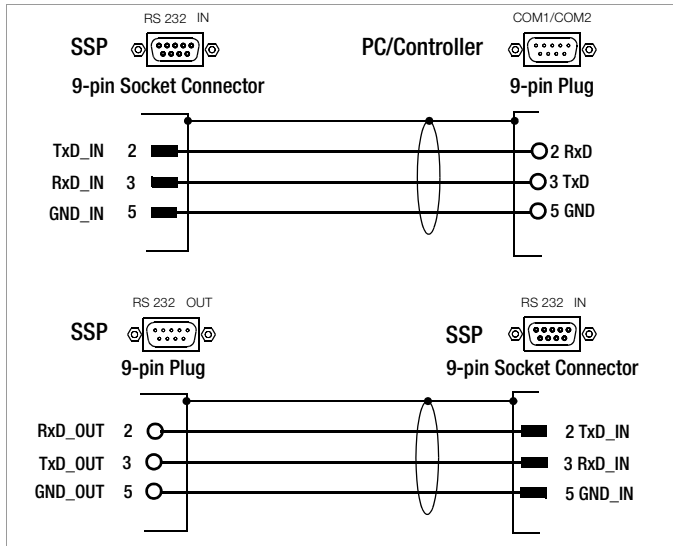 RS 232 IN COM1/COM2
SSP PC/Controller
9-pin Socket Connector 9-pin Plug
TxD_IN 2 2 RxD
RxD_IN 3 3 TxD
GND_IN 5 5 GND
RS 232 OUT RS 232 IN
SSP SSP
9-pin Plug 9-pin Socket Connector
RxD_OUT 2 2 TxD_IN
TxD_OUT 3 3 RxD_IN
GND_OUT 5 5 GND_IN